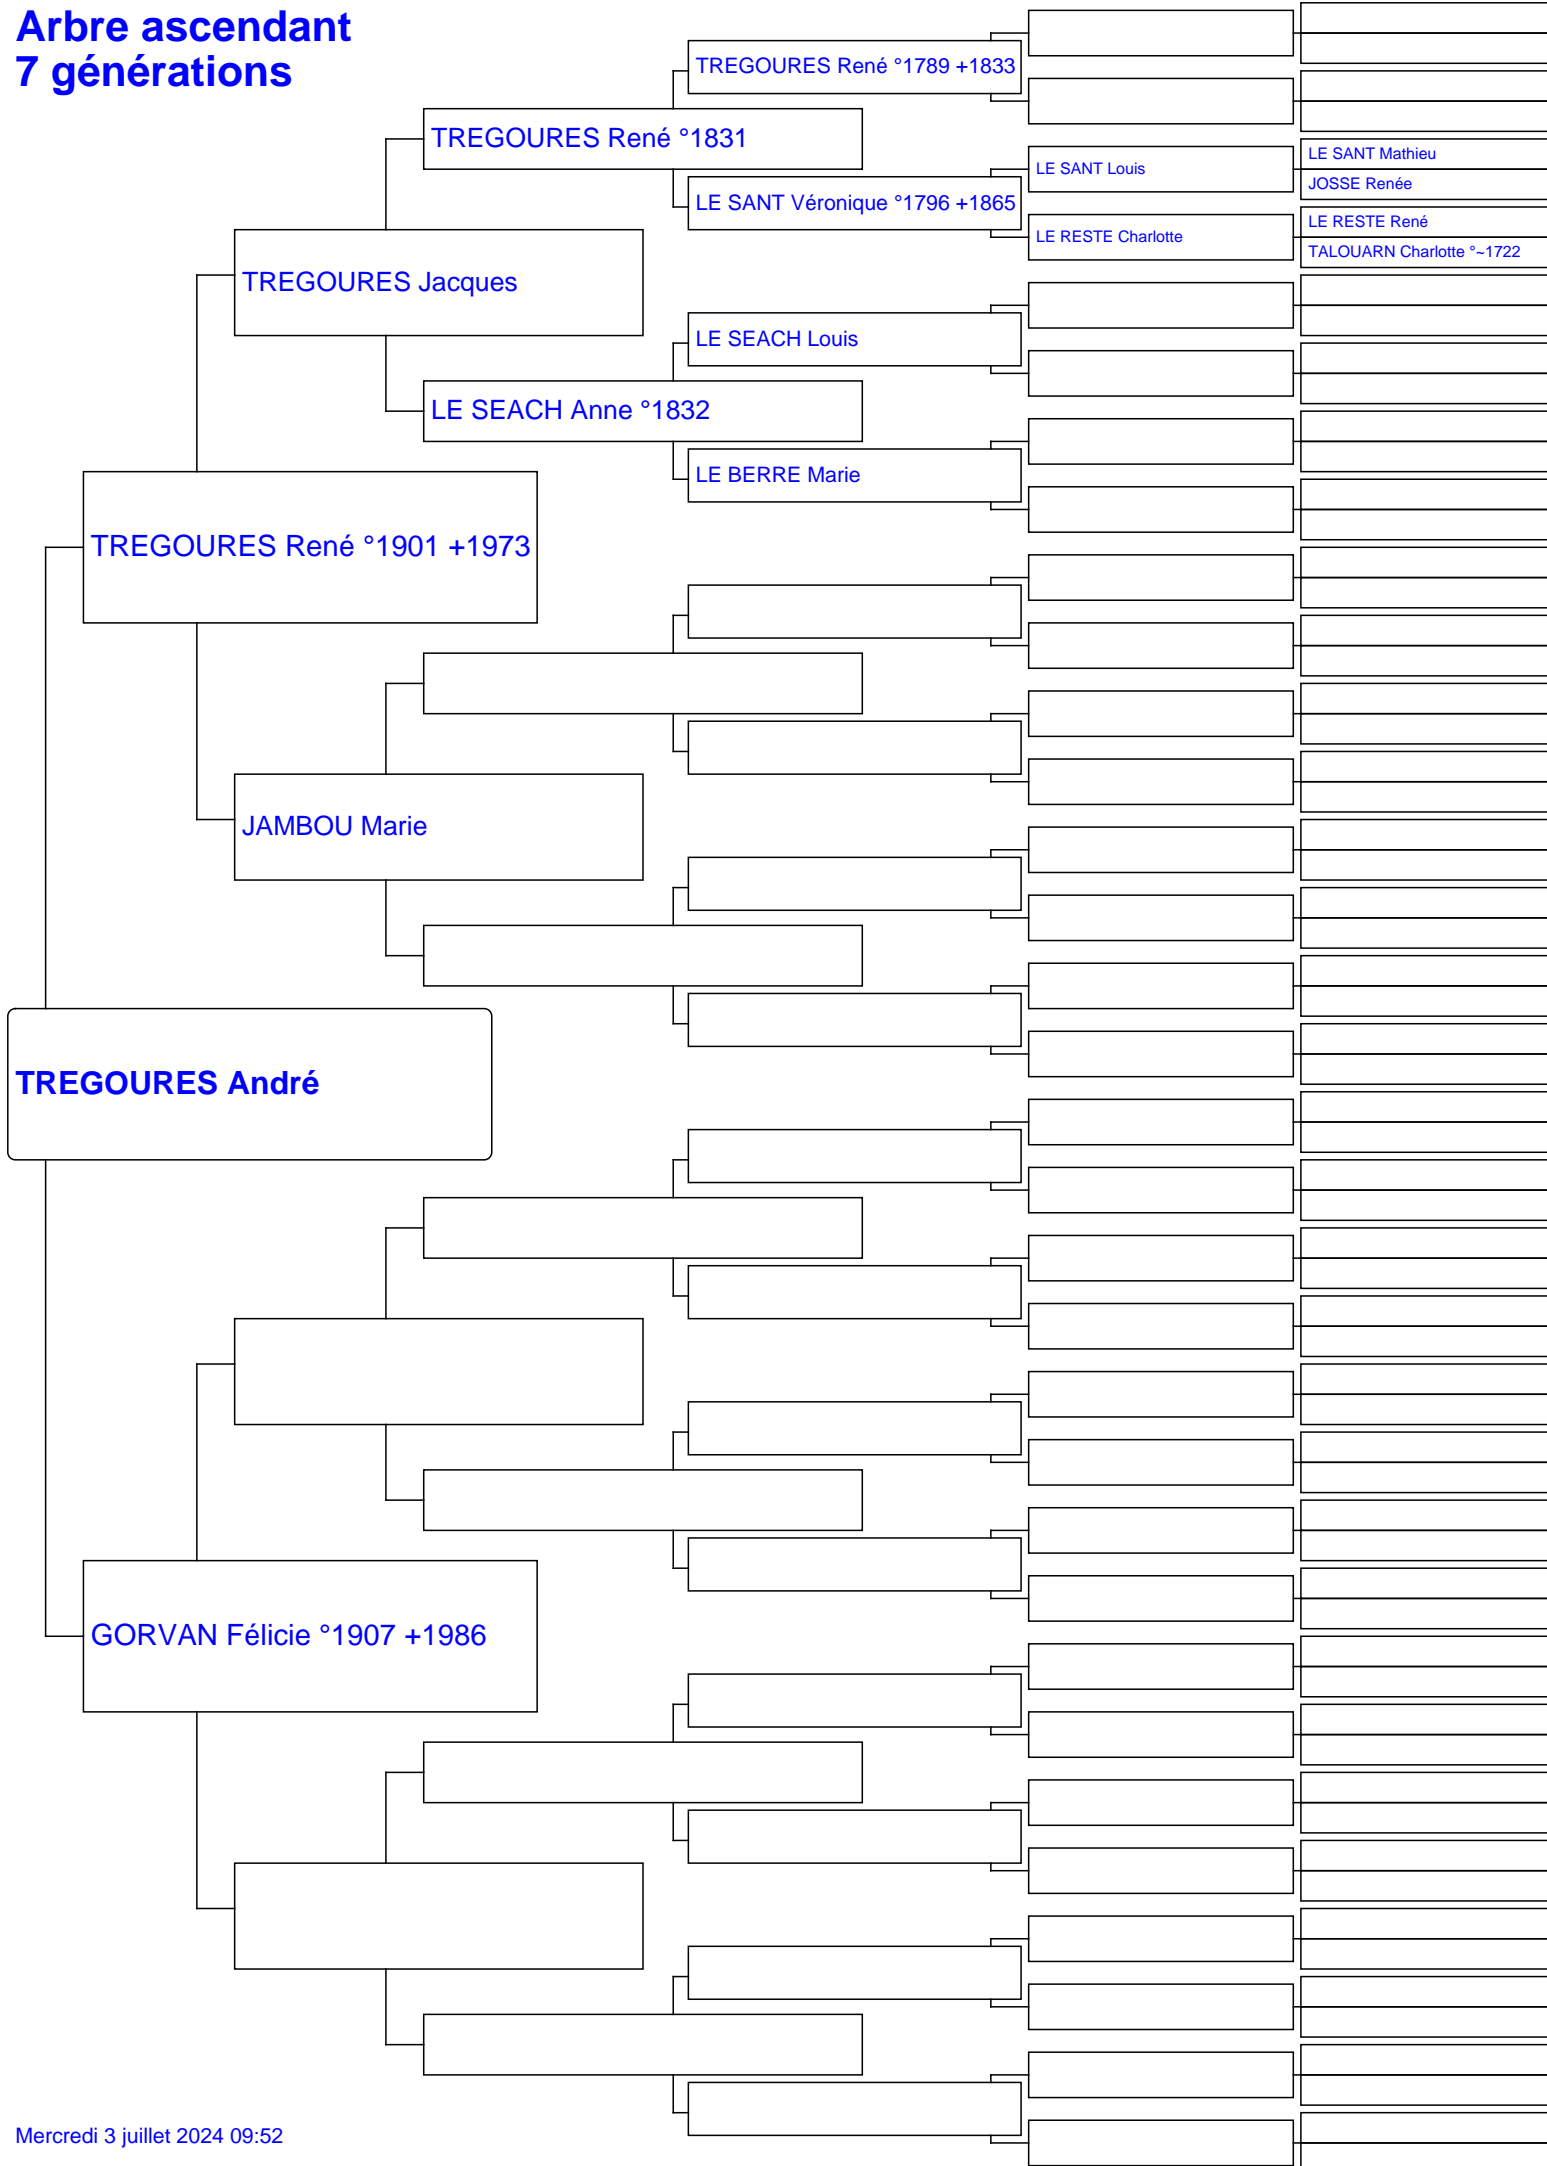 Arbre ascendant
7 générations
TREGOURES René °1789 +1833
TREGOURES René °1831
LE SANT Louis
LE SANT Mathieu
JOSSE Renée
LE SANT Véronique °1796 +1865
LE RESTE Charlotte
LE RESTE René
TALOUARN Charlotte °~1722
TREGOURES Jacques
LE SEACH Louis
LE SEACH Anne °1832
LE BERRE Marie
TREGOURES René °1901 +1973
JAMBOU Marie
TREGOURES André
GORVAN Félicie °1907 +1986
Mercredi 3 juillet 2024 09:52